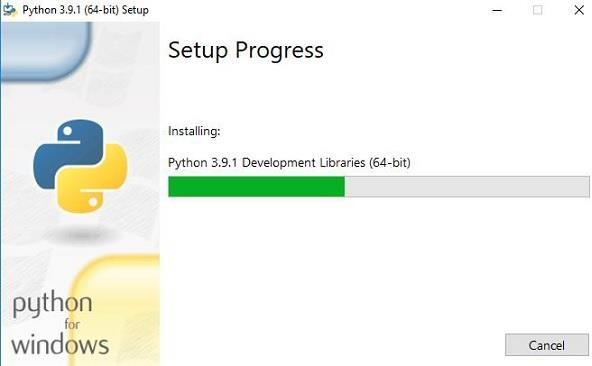 Python 3.9.1 (64-bit) Setup
Setup Progress
Installing:
Python 3.9.1 Development Libraries (64-bit)
python
for
windows
Cancel